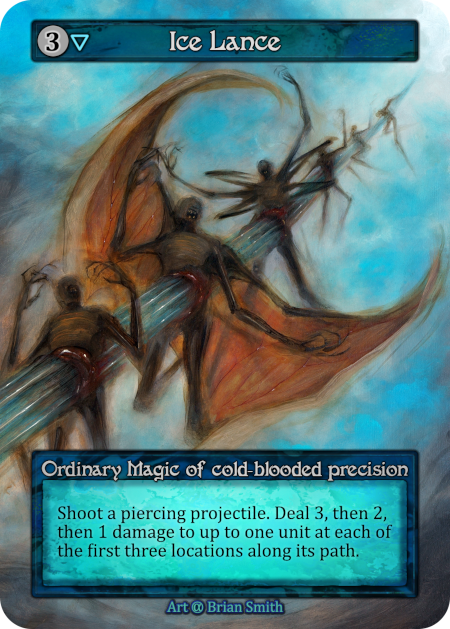 3 Ice Lance
Ordinary Magic of cold-blooded precision
Shoot a piercing projectile. Deal 3, then 2,
then 1 damage to up to one unit at each of
the first three locations along its path.
Art @ Brian Smith